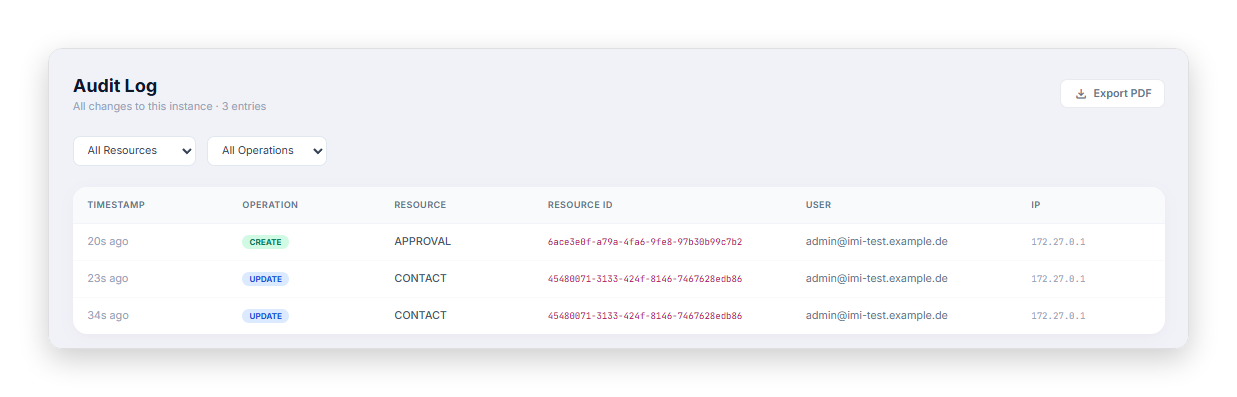 Audit Log
All changes to this instance · 3 entries
Export PDF
All Resources All Operations
TIMESTAMP OPERATION RESOURCE RESOURCE ID USER IP
20s ago CREATE APPROVAL 6ace3e0f-a79a-4fa6-9fe8-97b30b99c7b2 admin@imi-test.example.de 172.27.0.1
23s ago UPDATE CONTACT 45480071-3133-424f-8146-7467628edb86 admin@imi-test.example.de 172.27.0.1
34s ago UPDATE CONTACT 45480071-3133-424f-8146-7467628edb86 admin@imi-test.example.de 172.27.0.1